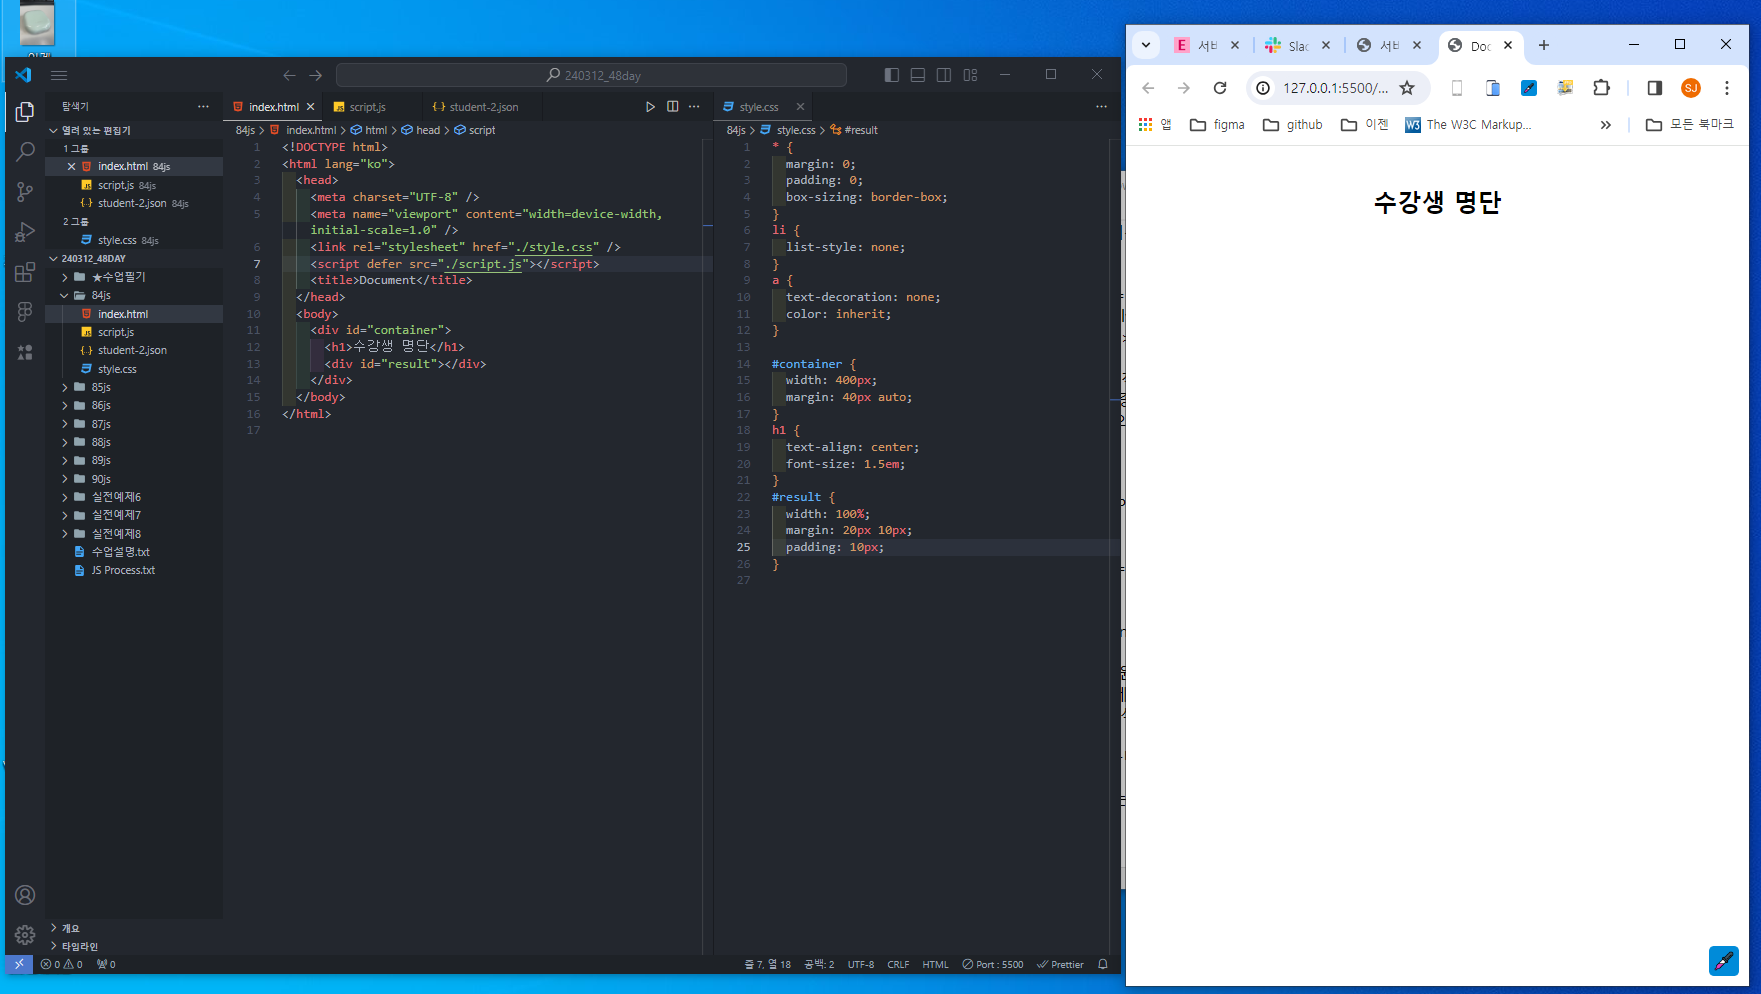 240312_48day
탐색기
열려 있는 편집기
1 그룹
index.html 84js
script.js 84js
student-2.json 84js
2 그룹
style.css 84js
240312_48DAY
★수업필기
84js
index.html
script.js
student-2.json
style.css
85js
86js
87js
88js
89js
90js
실전예제6
실전예제7
실전예제8
수업설명.txt
JS Process.txt
개요
타임라인
index.html
script.js
student-2.json
84js > index.html > html > head > script
1 <!DOCTYPE html>
2 <html lang="ko">
3 <head>
4 <meta charset="UTF-8" />
5 <meta name="viewport" content="width=device-width,
initial-scale=1.0" />
6 <link rel="stylesheet" href="./style.css" />
7 <script defer src="./script.js"></script>
8 <title>Document</title>
9 </head>
10 <body>
11 <div id="container">
12 <h1>수강생 명단</h1>
13 <div id="result"></div>
14 </div>
15 </body>
16 </html>
17
style.css
84js > style.css > #result
1 * {
2 margin: 0;
3 padding: 0;
4 box-sizing: border-box;
5 }
6 li {
7 list-style: none;
8 }
9 a {
10 text-decoration: none;
11 color: inherit;
12 }
13
14 #container {
15 width: 400px;
16 margin: 40px auto;
17 }
18 h1 {
19 text-align: center;
20 font-size: 1.5em;
21 }
22 #result {
23 width: 100%;
24 margin: 20px 10px;
25 padding: 10px;
26 }
27
0 0 0
줄 7, 열 18 공백: 2 UTF-8 CRLF HTML Port : 5500 Prettier
E 서비 Slac 서비 Doc
127.0.0.1:5500/...
SJ
앱 figma github 이젠 W3 The W3C Markup... » 모든 북마크
수강생 명단